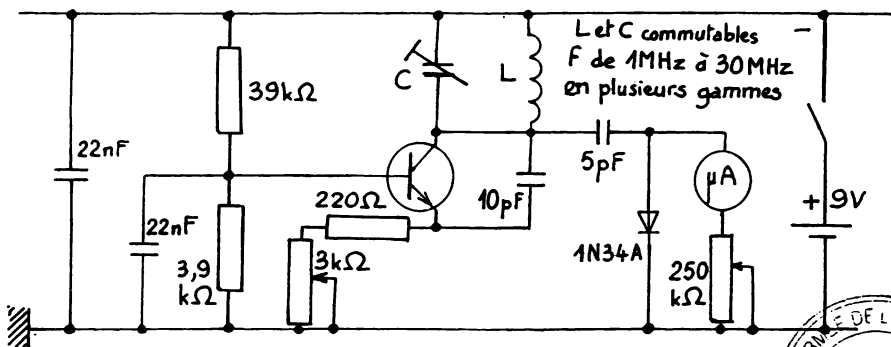 L et C commutables
F de 1MHz à 30MHz
en plusieurs gammes
−
C
L
39kΩ
22nF
5pF
μA
10pF
+ 9V
220Ω
22nF
3kΩ
1N34A
250
kΩ
3,9
kΩ
DE L